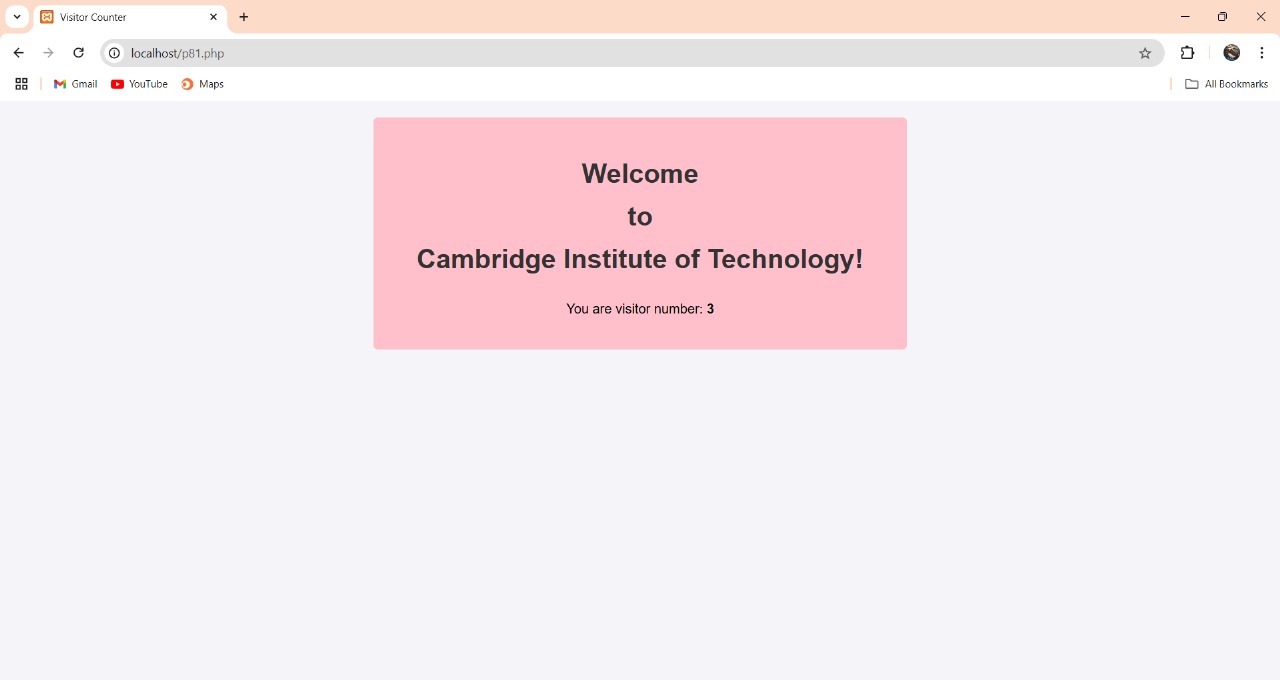 Visitor Counter
localhost/p81.php
Gmail YouTube Maps All Bookmarks
Welcome
to
Cambridge Institute of Technology!
You are visitor number: 3